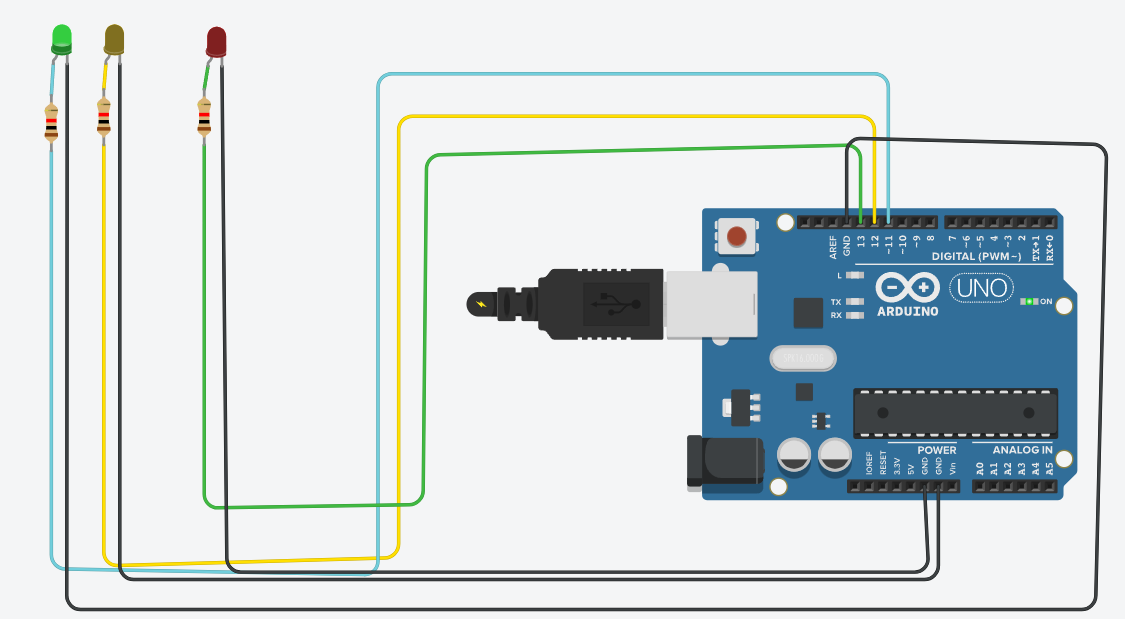 AREF
GND
13
12
~11
~10
~9
8
7
~6
~5
4
~3
2
TX→1
RX←0
DIGITAL (PWM~)
L
TX
RX
UNO
ON
ARDUINO
POWER
ANALOG IN
IOREF
RESET
3.3V
5V
GND
GND
Vin
A0
A1
A2
A3
A4
A5